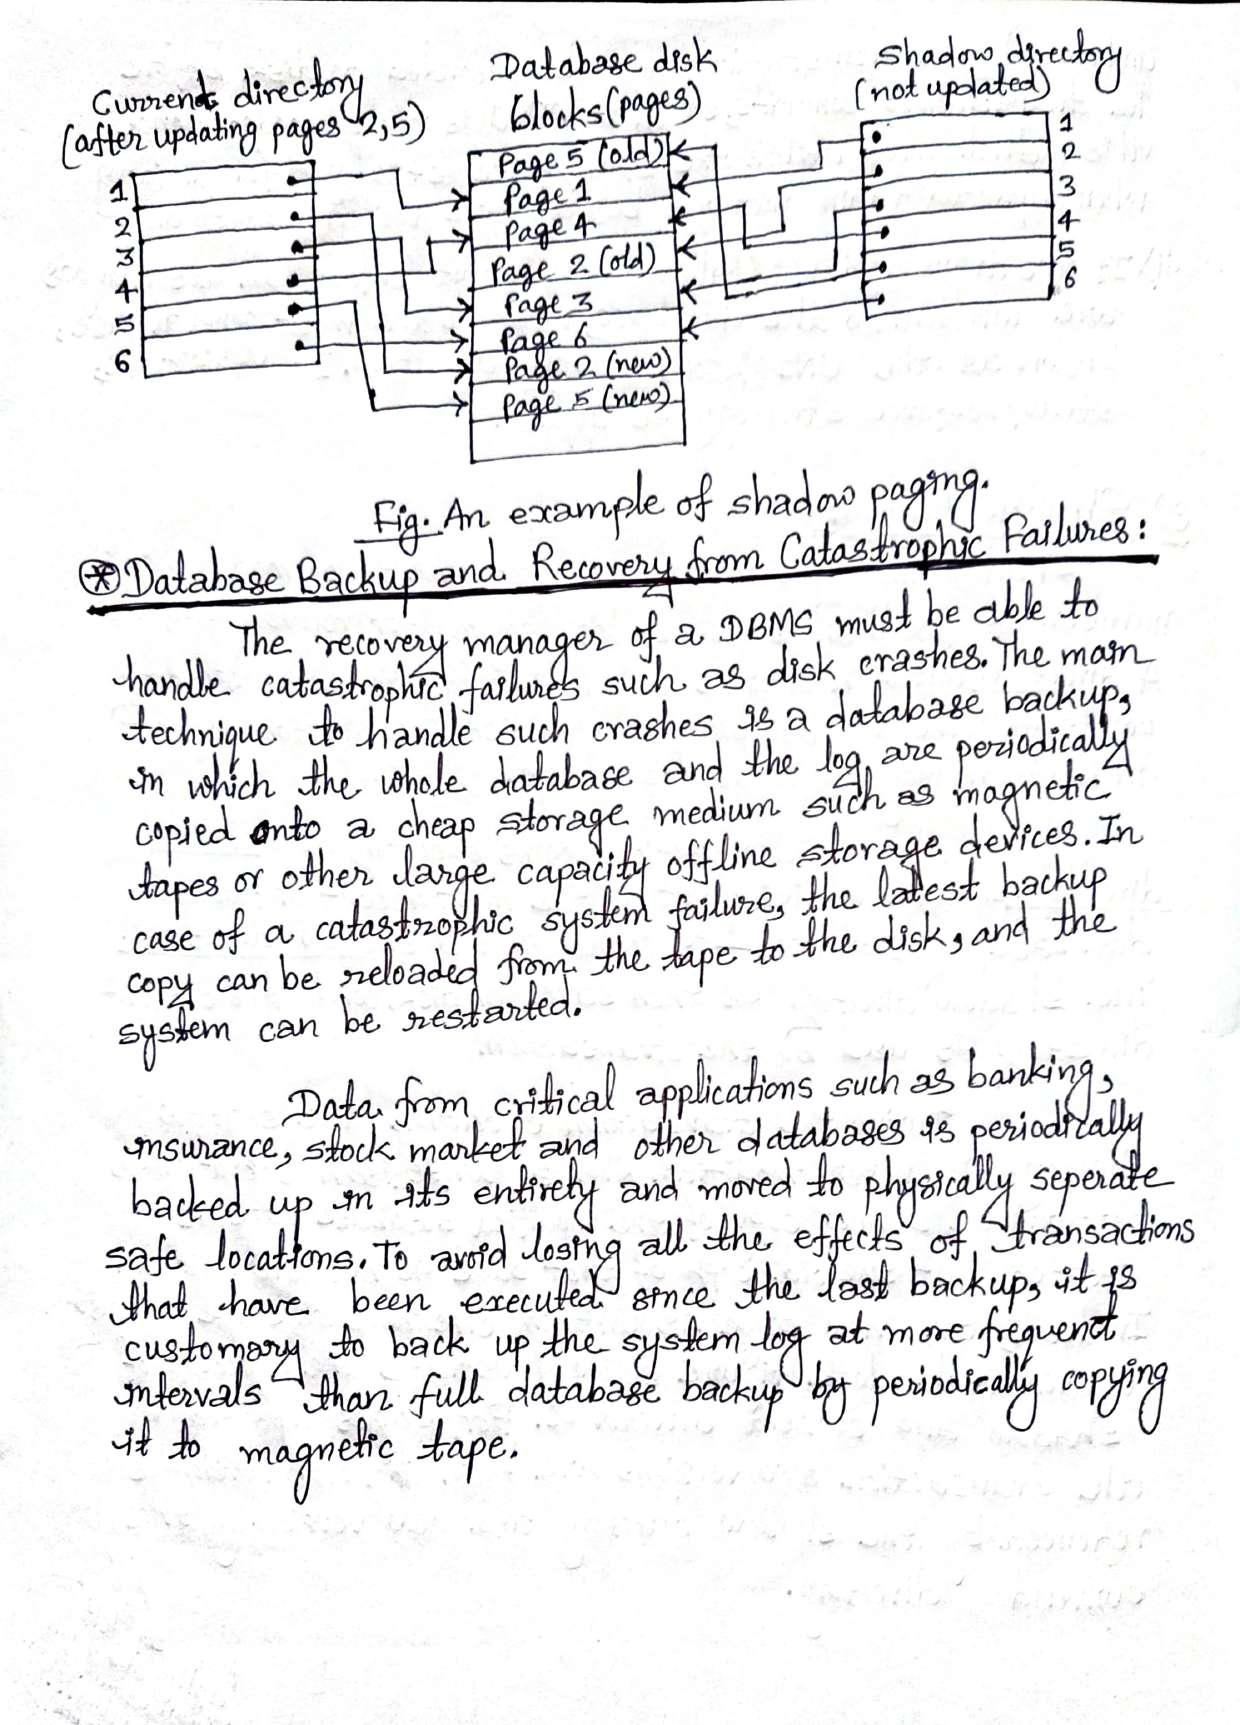 Current directory
(after updating pages 2,5)
1
2
3
4
5
6
Database disk
blocks (pages)
Page 5 (old)
Page 1
Page 4
Page 2 (old)
Page 3
Page 6
Page 2 (new)
Page 5 (new)
Shadow directory
(not updated)
1
2
3
4
5
6
Fig. An example of shadow paging.
⊛ Database Backup and Recovery from Catastrophic Failures:
The recovery manager of a DBMS must be able to
handle catastrophic failures such as disk crashes. The main
technique to handle such crashes is a database backup,
in which the whole database and the log are periodically
copied onto a cheap storage medium such as magnetic
tapes or other large capacity offline storage devices. In
case of a catastrophic system failure, the latest backup
copy can be reloaded from the tape to the disk, and the
system can be restarted.
Data from critical applications such as banking,
insurance, stock market and other databases is periodically
backed up in its entirety and moved to physically seperate
safe locations. To avoid losing all the effects of transactions
that have been executed since the last backup, it is
customary to back up the system log at more frequent
intervals than full database backup by periodically copying
it to magnetic tape.